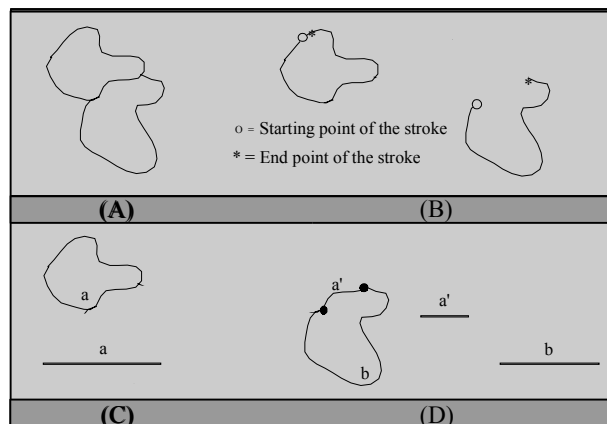 *
o = Starting point of the stroke
* = End point of the stroke
*
(A) (B)
a
a
a'
a'
b
b
(C) (D)